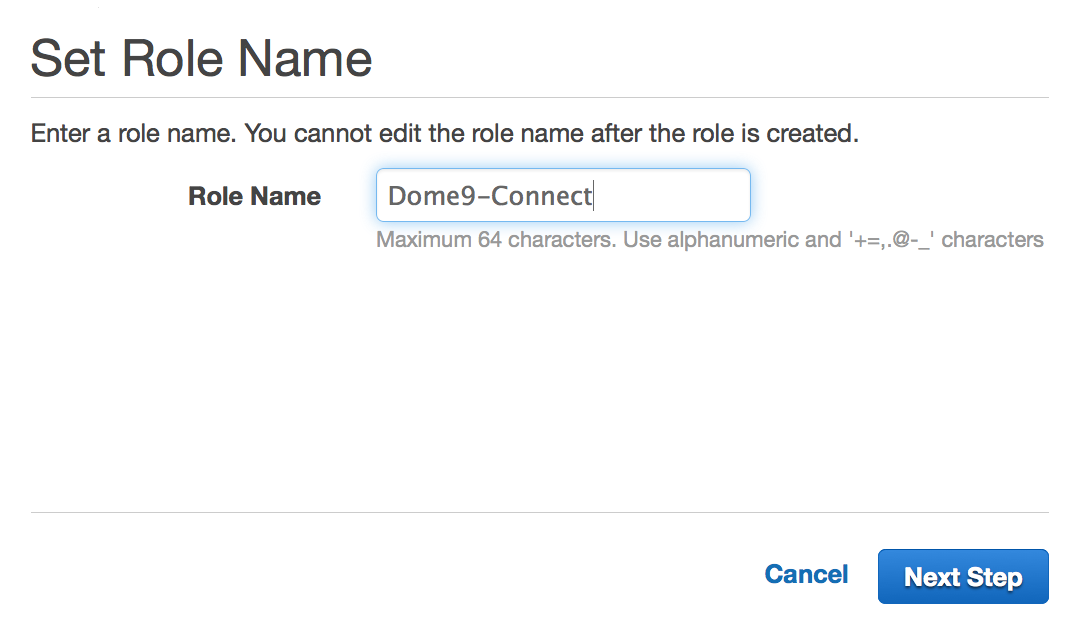 Set Role Name
Enter a role name. You cannot edit the role name after the role is created.
Role Name
Dome9-Connect
Maximum 64 characters. Use alphanumeric and '+=,.@-_' characters
Cancel
Next Step